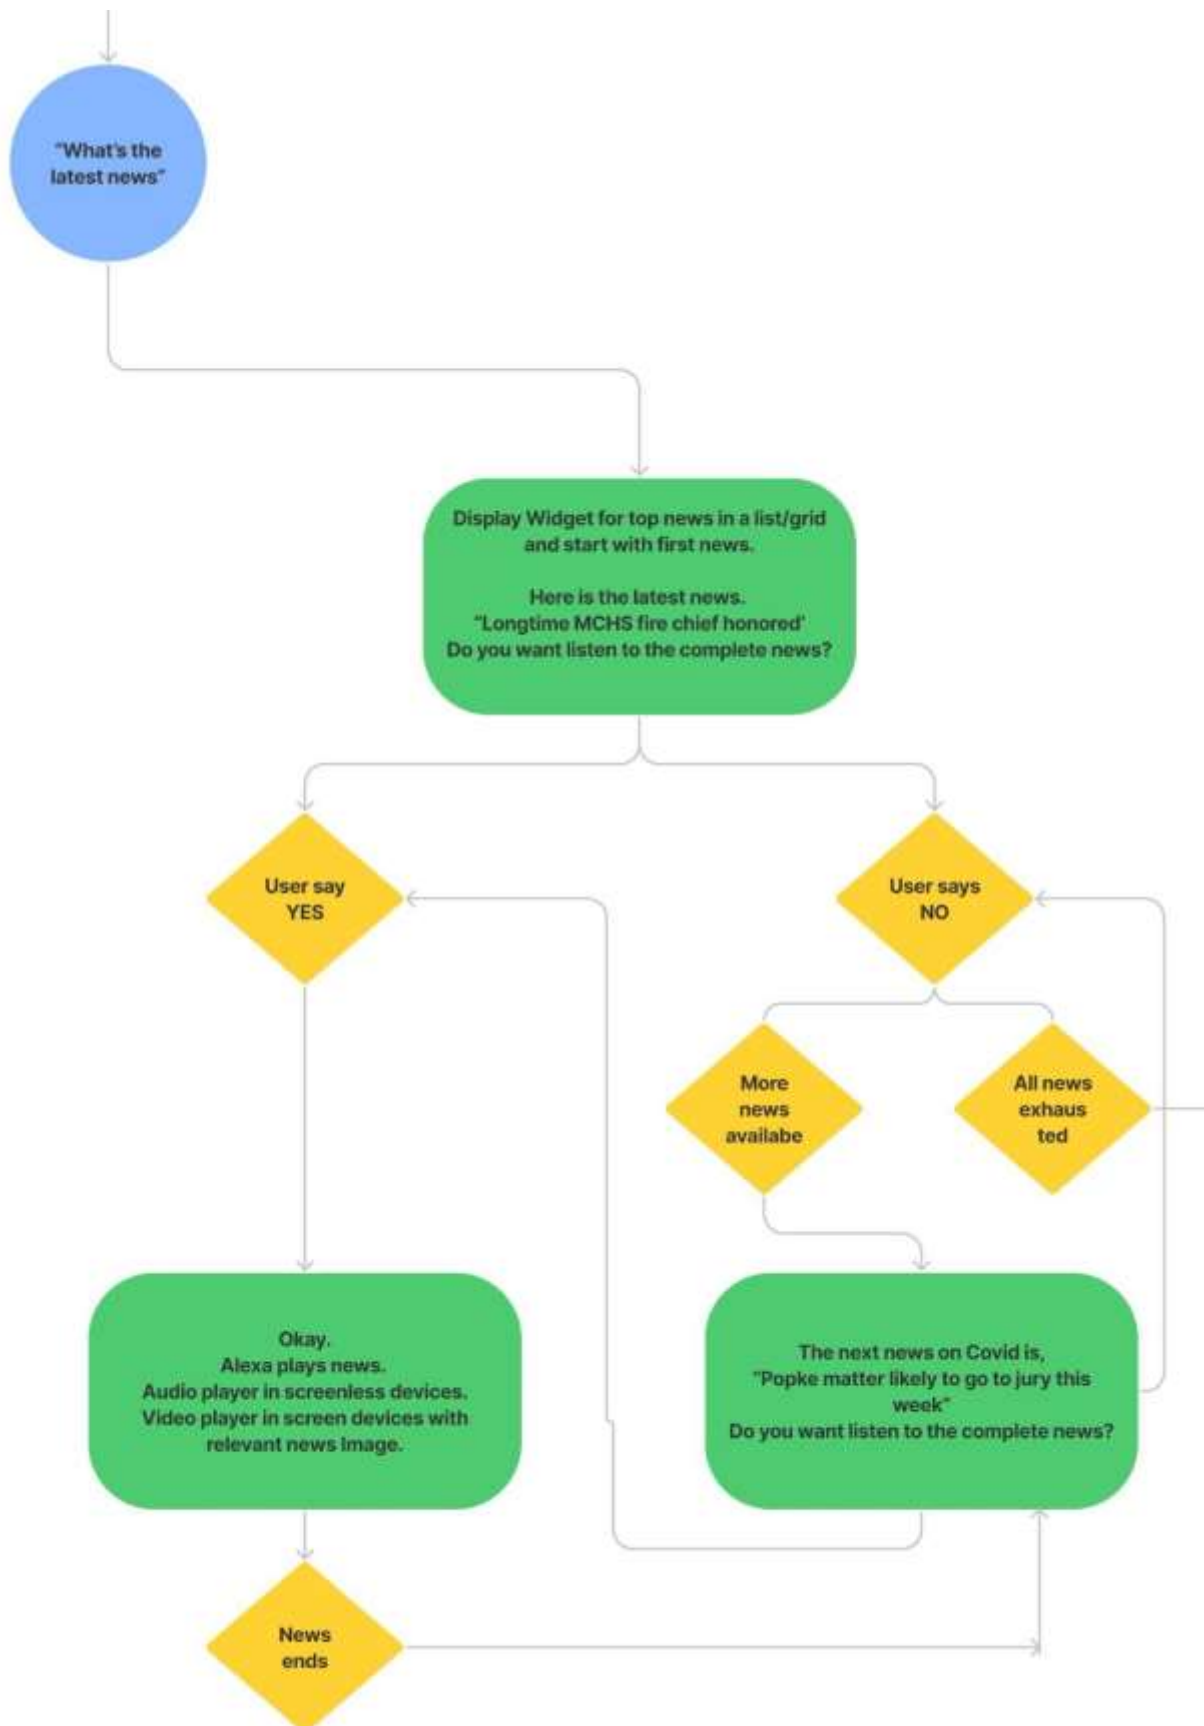 "What's the
latest news"
Display Widget for top news in a list/grid
and start with first news.
Here is the latest news.
"Longtime MCHS fire chief honored'
Do you want listen to the complete news?
User say
YES
User says
NO
More
news
availabe
All news
exhaus
ted
Okay.
Alexa plays news.
Audio player in screenless devices.
Video player in screen devices with
relevant news Image.
The next news on Covid is,
"Popke matter likely to go to jury this
week"
Do you want listen to the complete news?
News
ends